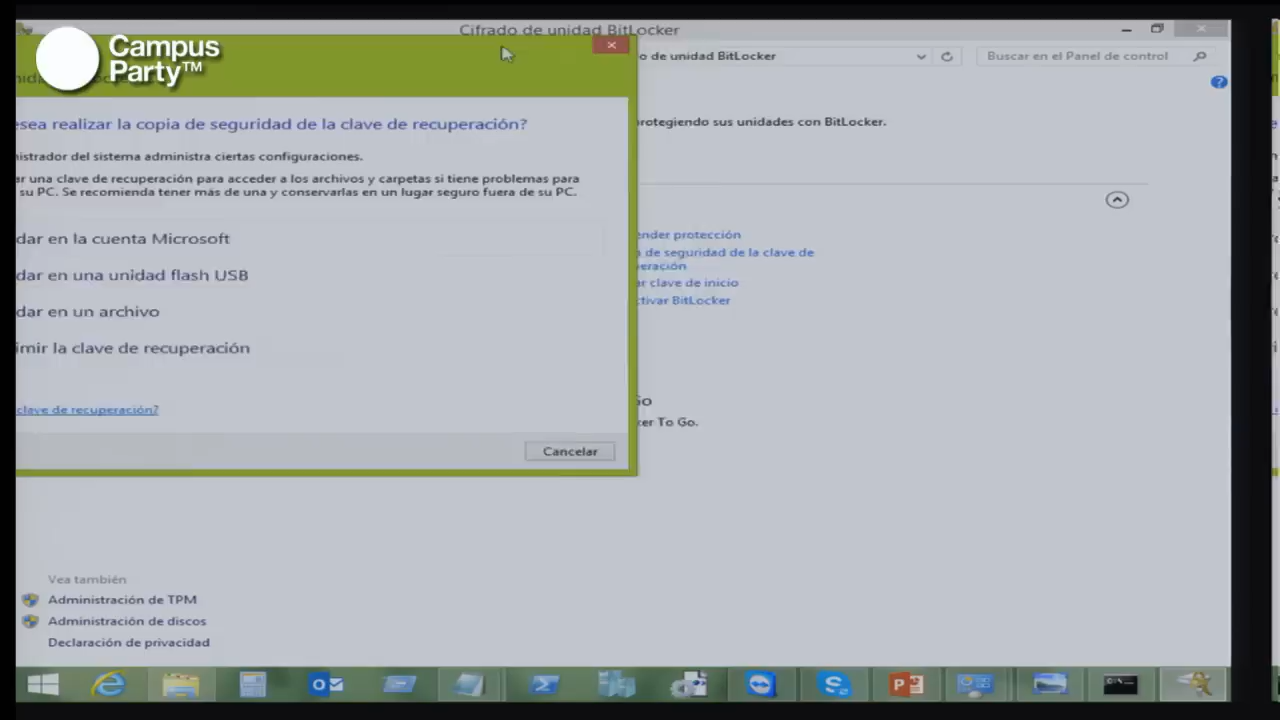 Campus
Party™
Cifrado de unidad BitLocker
o de unidad BitLocker
Buscar en el Panel de control
esea realizar la copia de seguridad de la clave de recuperación?
rotegiendo sus unidades con BitLocker.
nistrador del sistema administra ciertas configuraciones.
ar una clave de recuperación para acceder a los archivos y carpetas si tiene problemas para
su PC. Se recomienda tener más de una y conservarlas en un lugar seguro fuera de su PC.
dar en la cuenta Microsoft
dar en una unidad flash USB
dar en un archivo
imir la clave de recuperación
clave de recuperación?
Cancelar
ender protección
a de seguridad de la clave de
eración
ar clave de inicio
ctivar BitLocker
Go
ker To Go.
Vea también
Administración de TPM
Administración de discos
Declaración de privacidad